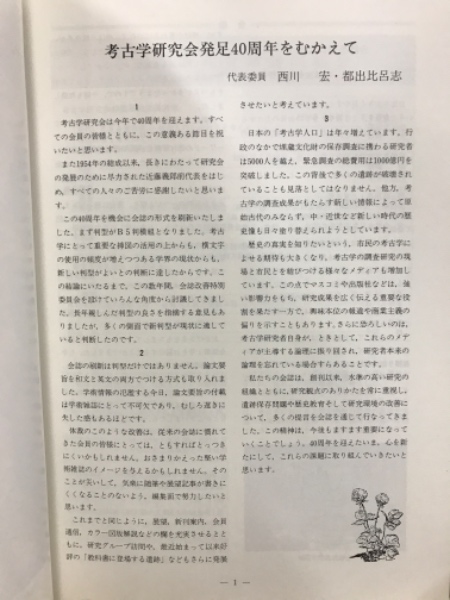 考古学研究会発足40周年をむかえて
代表委員　西川　宏・都出比呂志
1
考古学研究会は今年で40周年を迎えます。すべ
ての会員の皆様とともに、この意義ある節目を祝
いたいと思います。
また1954年の結成以来、長きにわたって研究会
の発展のために尽力された近藤義郎前代表をはじ
め、すべての人々のご苦労に感謝したいと思いま
す。
この40周年を機会に会誌の形式を刷新いたしま
した。まず判型がB5判横組となりました。考古
学にとって重要な挿図の活用の上からも、横文字
の使用の頻度が増えつつある学界の現状からも、
新しい判型がよいとの判断に達したからです。こ
の結論にいたるまで、この数年間、会誌改善特別
委員会を設けていろんな角度から討議してきまし
た。長年親しんだ判型の良さを指摘する意見もあ
りましたが、多くの側面で新判型が現状に適して
いると判断したのです。
2
会誌の刷新は判型だけではありません。論文要
旨を和文と英文の両方でつける方式も取り入れま
した。学術情報の氾濫する今日、論文要旨の付載
は学術雑誌にとって不可欠であり、むしろ遅きに
失した感もあるほどです。
体裁のこのような改善は、従来の会誌に慣れて
きた会員の皆様にとっては、ともすればとっつき
にくいかもしれません。おさまりかえった堅い学
術雑誌のイメージを与えるかもしれません。その
ことが災いして、気楽に随筆や展望記事が書きに
くくなることのないよう、編集面で努力したいと
思います。
これまでと同じように、展望、新刊案内、会員
通信、カラー図版解説などの欄を充実させるとと
もに、研究グループ訪問や、最近始まって以来好
評の「教科書に登場する遺跡」などもさらに発展
させたいと考えています。
3
日本の「考古学人口」は年々増えています。行
政のなかで埋蔵文化財の保存調査に携わる研究者
は5000人を越え、緊急調査の総費用は1000億円を
突破しました。この背後で多くの遺跡が破壊されて
いることも見落としてはなりません。他方、考古
学の調査成果がもたらす新しい情報によって原
始古代のみならず、中・近世など新しい時代の歴
史像も日々塗り替えられようとしています。
歴史の真実を知りたいという、市民の考古学に
よせる期待も大きくなり、考古学の調査研究の現
場と市民とを結びつける様々なメディアも増加し
ています。この点でマスコミや出版社などは、強
い影響力をもち、研究成果を広く伝える重要な役
割を果たす一方で、興味本位の報道や商業主義の
偏りを示すこともあります。さらに恐ろしいのは、
考古学研究者自身が、ときとして、これらのメデ
ィアが主導する論理に振り回され、研究者本来の
論理を忘れている場合すらあることです。
私たちの会誌は、創刊以来、水準の高い研究の
組織とともに、研究観点のありかたを常に重視し、
遺跡保存問題や歴史教育そして研究環境の改善に
ついて、多くの提言を会誌を通じて行なってきま
した。この精神は、今後もますます重要になって
いくことでしょう。40周年を迎えたいま、心を新
たにして、これらの課題に取り組んでいきたいと
思います。
— 1 —